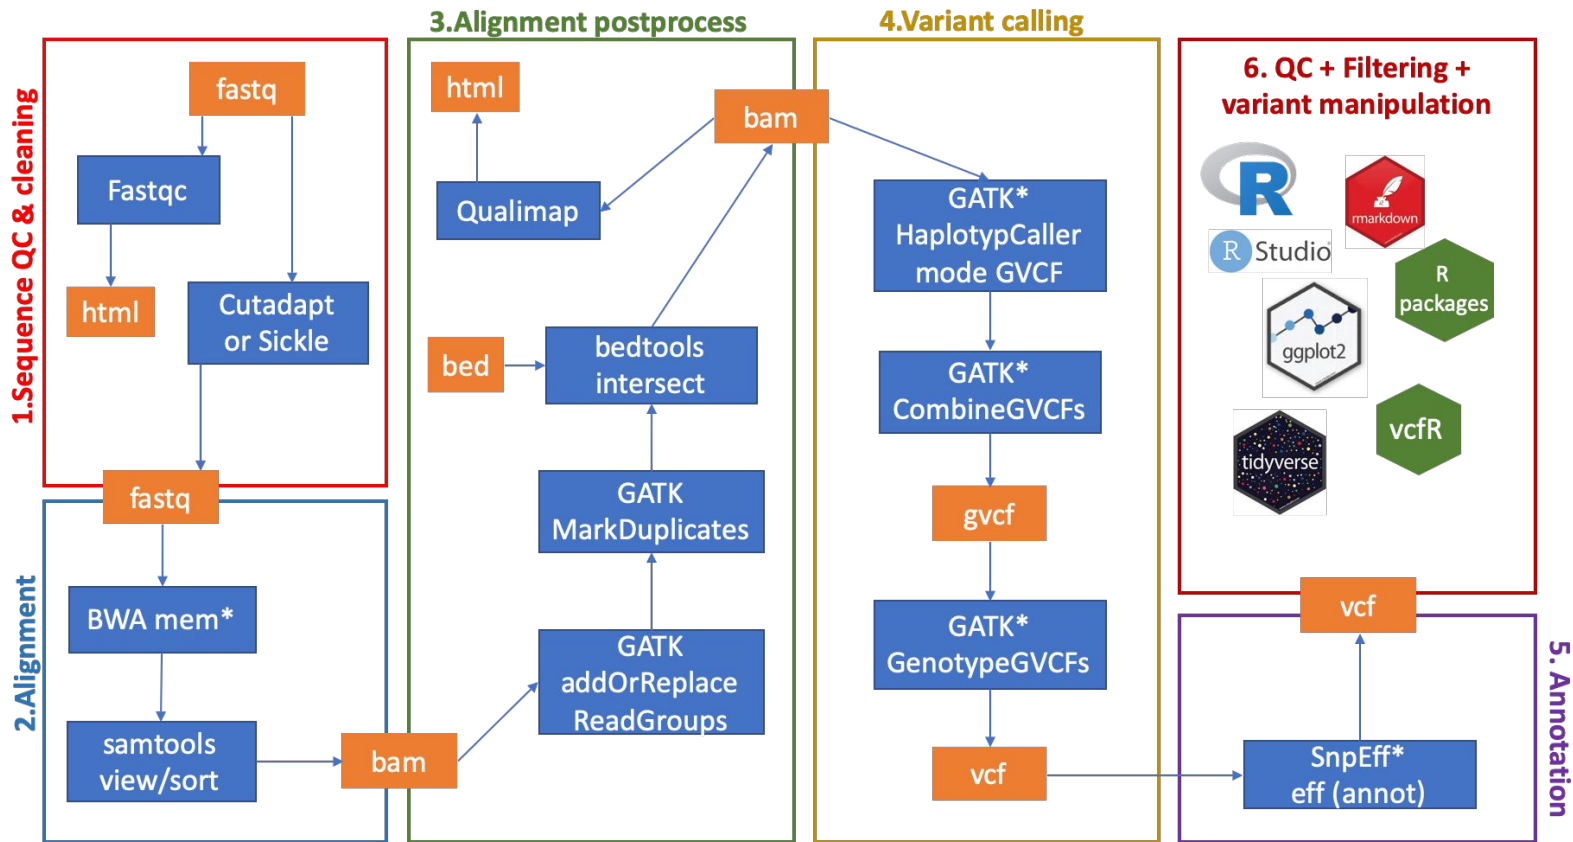 1.Sequence QC & cleaning
fastq
Fastqc
html
Cutadapt
or Sickle
fastq
2.Alignment
BWA mem*
samtools
view/sort
bam
3.Alignment postprocess
html
bam
Qualimap
bed
bedtools
intersect
GATK
MarkDuplicates
GATK
addOrReplace
ReadGroups
4.Variant calling
GATK*
HaplotypCaller
mode GVCF
GATK*
CombineGVCFs
gvcf
GATK*
GenotypeGVCFs
vcf
6. QC + Filtering +
variant manipulation
R
rmarkdown
R Studio
R
packages
ggplot2
vcfR
tidyverse
vcf
5. Annotation
SnpEff*
eff (annot)